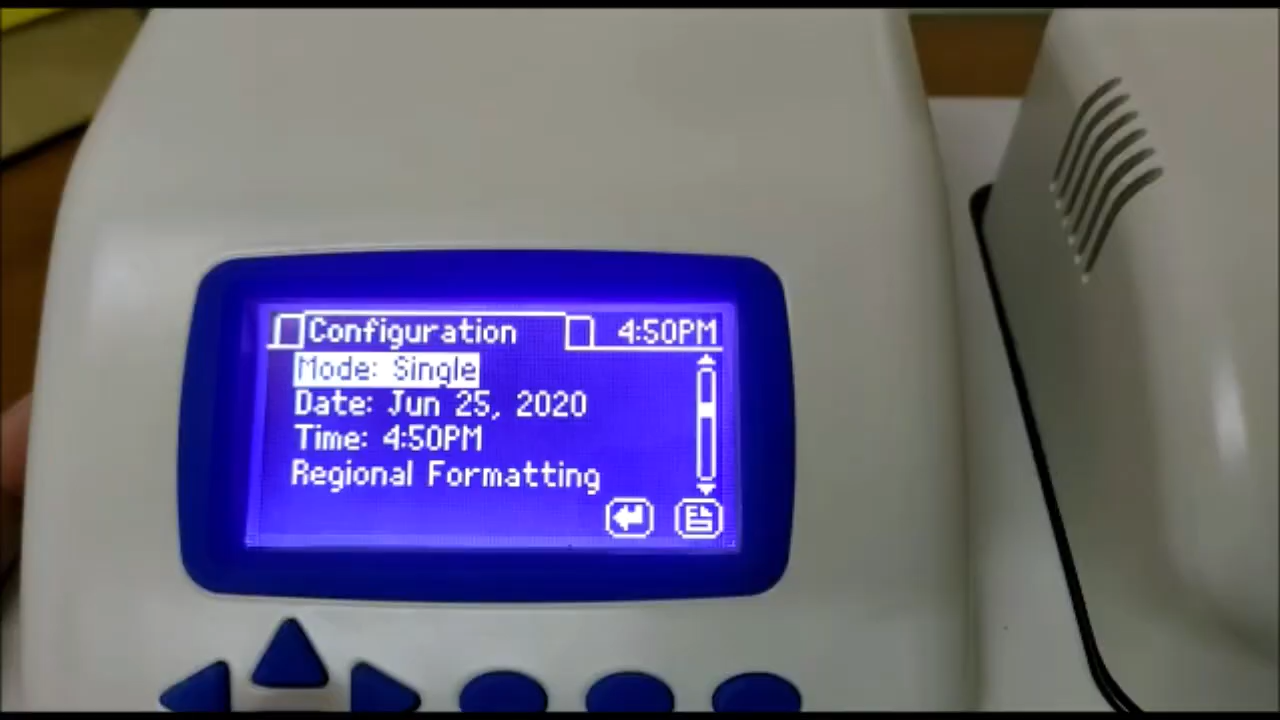 Configuration 4:50PM
Mode: Single
Date: Jun 25, 2020
Time: 4:50PM
Regional Formatting